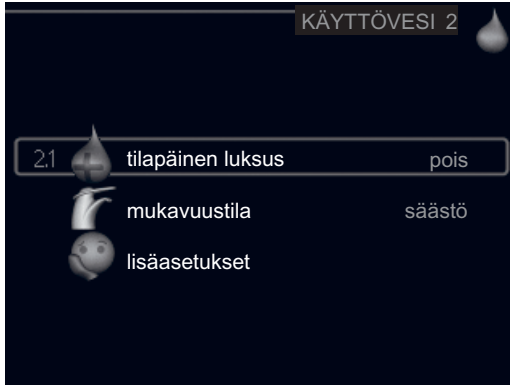 KÄYTTÖVESI 2
2.1 tilapäinen luksus pois
mukavuustila säästö
lisäasetukset